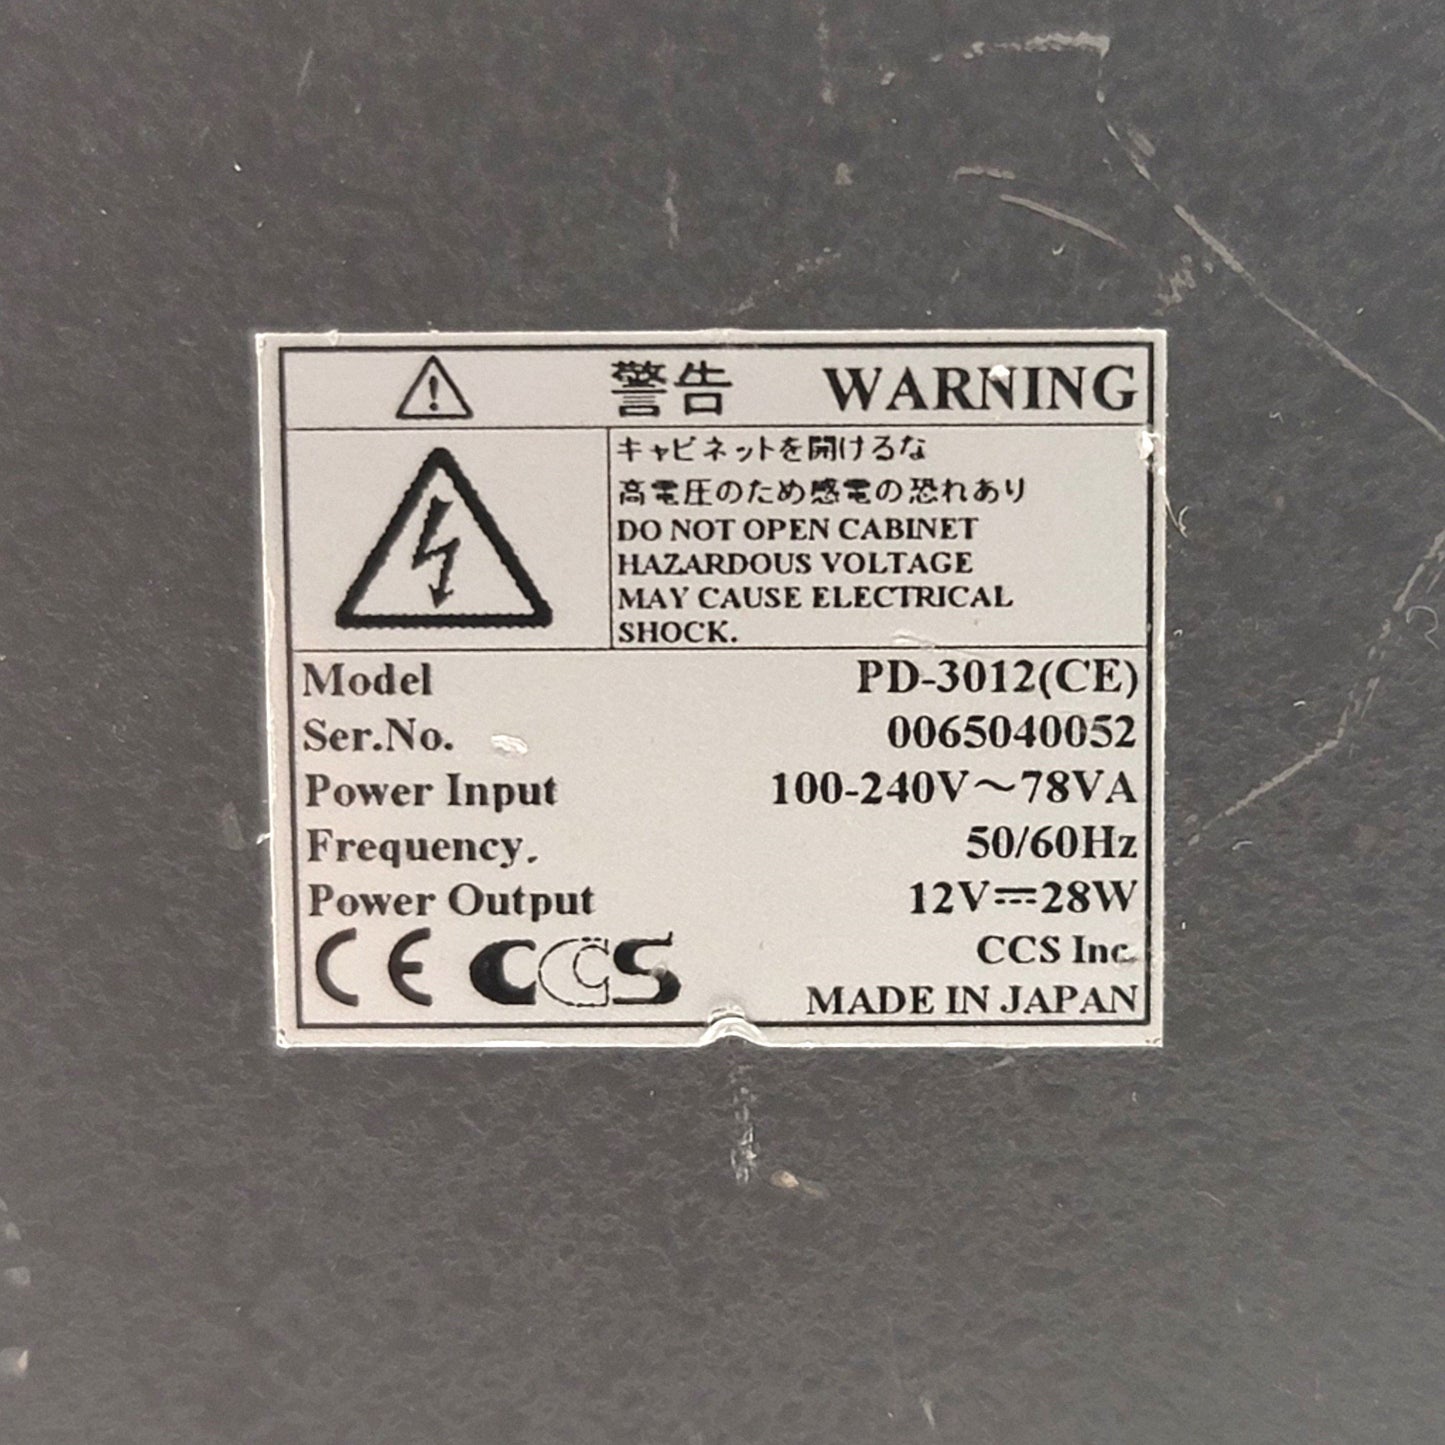 警告 WARNING
キャビネットを開けるな
高電圧のため感電の恐れあり
DO NOT OPEN CABINET
HAZARDOUS VOLTAGE
MAY CAUSE ELECTRICAL
SHOCK.
Model PD-3012(CE)
Ser.No. 0065040052
Power Input 100-240V～78VA
Frequency. 50/60Hz
Power Output 12V⎓28W
CE CCS CCS Inc.
MADE IN JAPAN